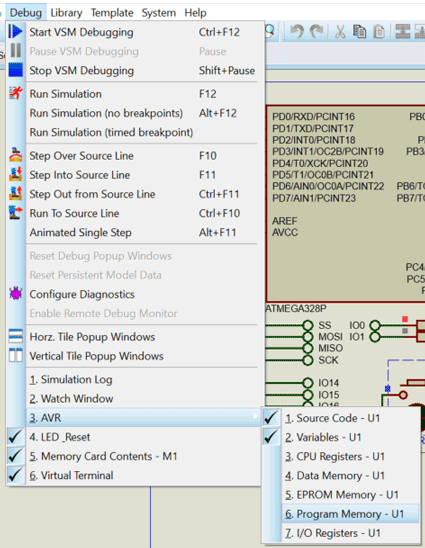 Debug Library Template System Help
Start VSM Debugging Ctrl+F12
Pause VSM Debugging Pause
Stop VSM Debugging Shift+Pause
Run Simulation F12
Run Simulation (no breakpoints) Alt+F12
Run Simulation (timed breakpoint)
Step Over Source Line F10
Step Into Source Line F11
Step Out from Source Line Ctrl+F11
Run To Source Line Ctrl+F10
Animated Single Step Alt+F11
Reset Debug Popup Windows
Reset Persistent Model Data
Configure Diagnostics
Enable Remote Debug Monitor
Horz. Tile Popup Windows
Vertical Tile Popup Windows
1. Simulation Log
2. Watch Window
3. AVR
4. LED_Reset
5. Memory Card Contents - M1
6. Virtual Terminal
1. Source Code - U1
2. Variables - U1
3. CPU Registers - U1
4. Data Memory - U1
5. EPROM Memory - U1
6. Program Memory - U1
7. I/O Registers - U1
PD0/RXD/PCINT16
PD1/TXD/PCINT17
PD2/INT0/PCINT18
PD3/INT1/OC2B/PCINT19
PD4/T0/XCK/PCINT20
PD5/T1/OC0B/PCINT21
PD6/AIN0/OC0A/PCINT22
PD7/AIN1/PCINT23
AREF
AVCC
PB0
PB3/
PB6/TO
PB7/TO
PC4
PC5
ATMEGA328P
SS IO0
MOSI IO1
MISO
SCK
IO14
IO15